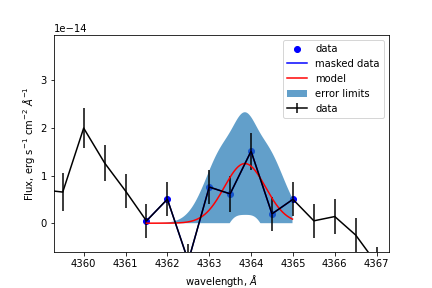 1e−14
data
masked data
model
error limits
data
Flux, erg s⁻¹ cm⁻² Å⁻¹
3
2
1
0
4360 4361 4362 4363 4364 4365 4366 4367
wavelength, Å